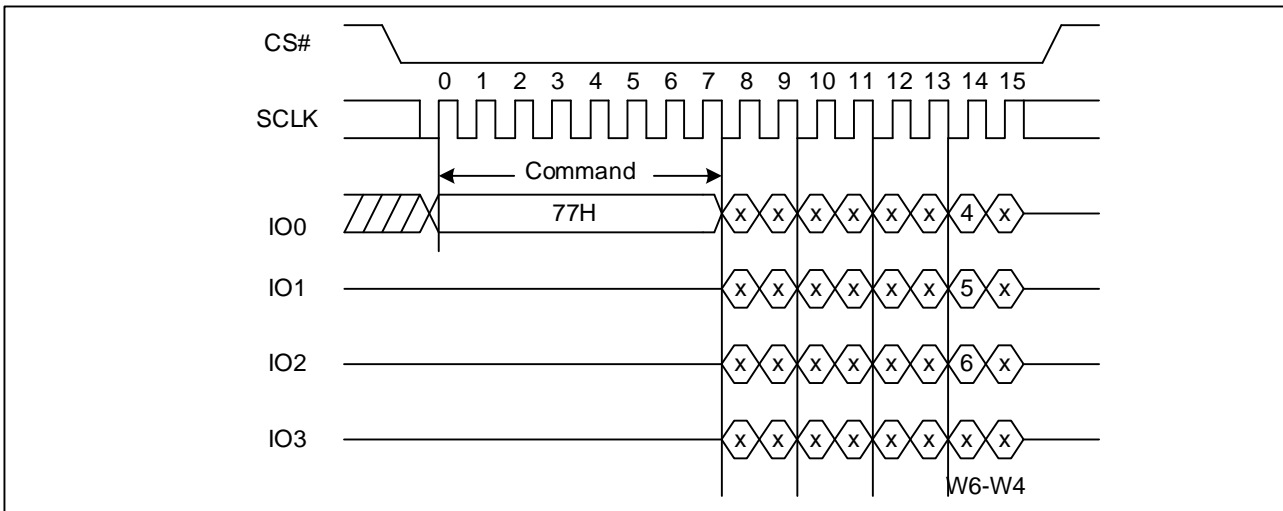 CS#
0 1 2 3 4 5 6 7 8 9 10 11 12 13 14 15
SCLK
Command
IO0 77H x x x x x x 4 x
IO1 x x x x x x 5 x
IO2 x x x x x x 6 x
IO3 x x x x x x x x
W6-W4